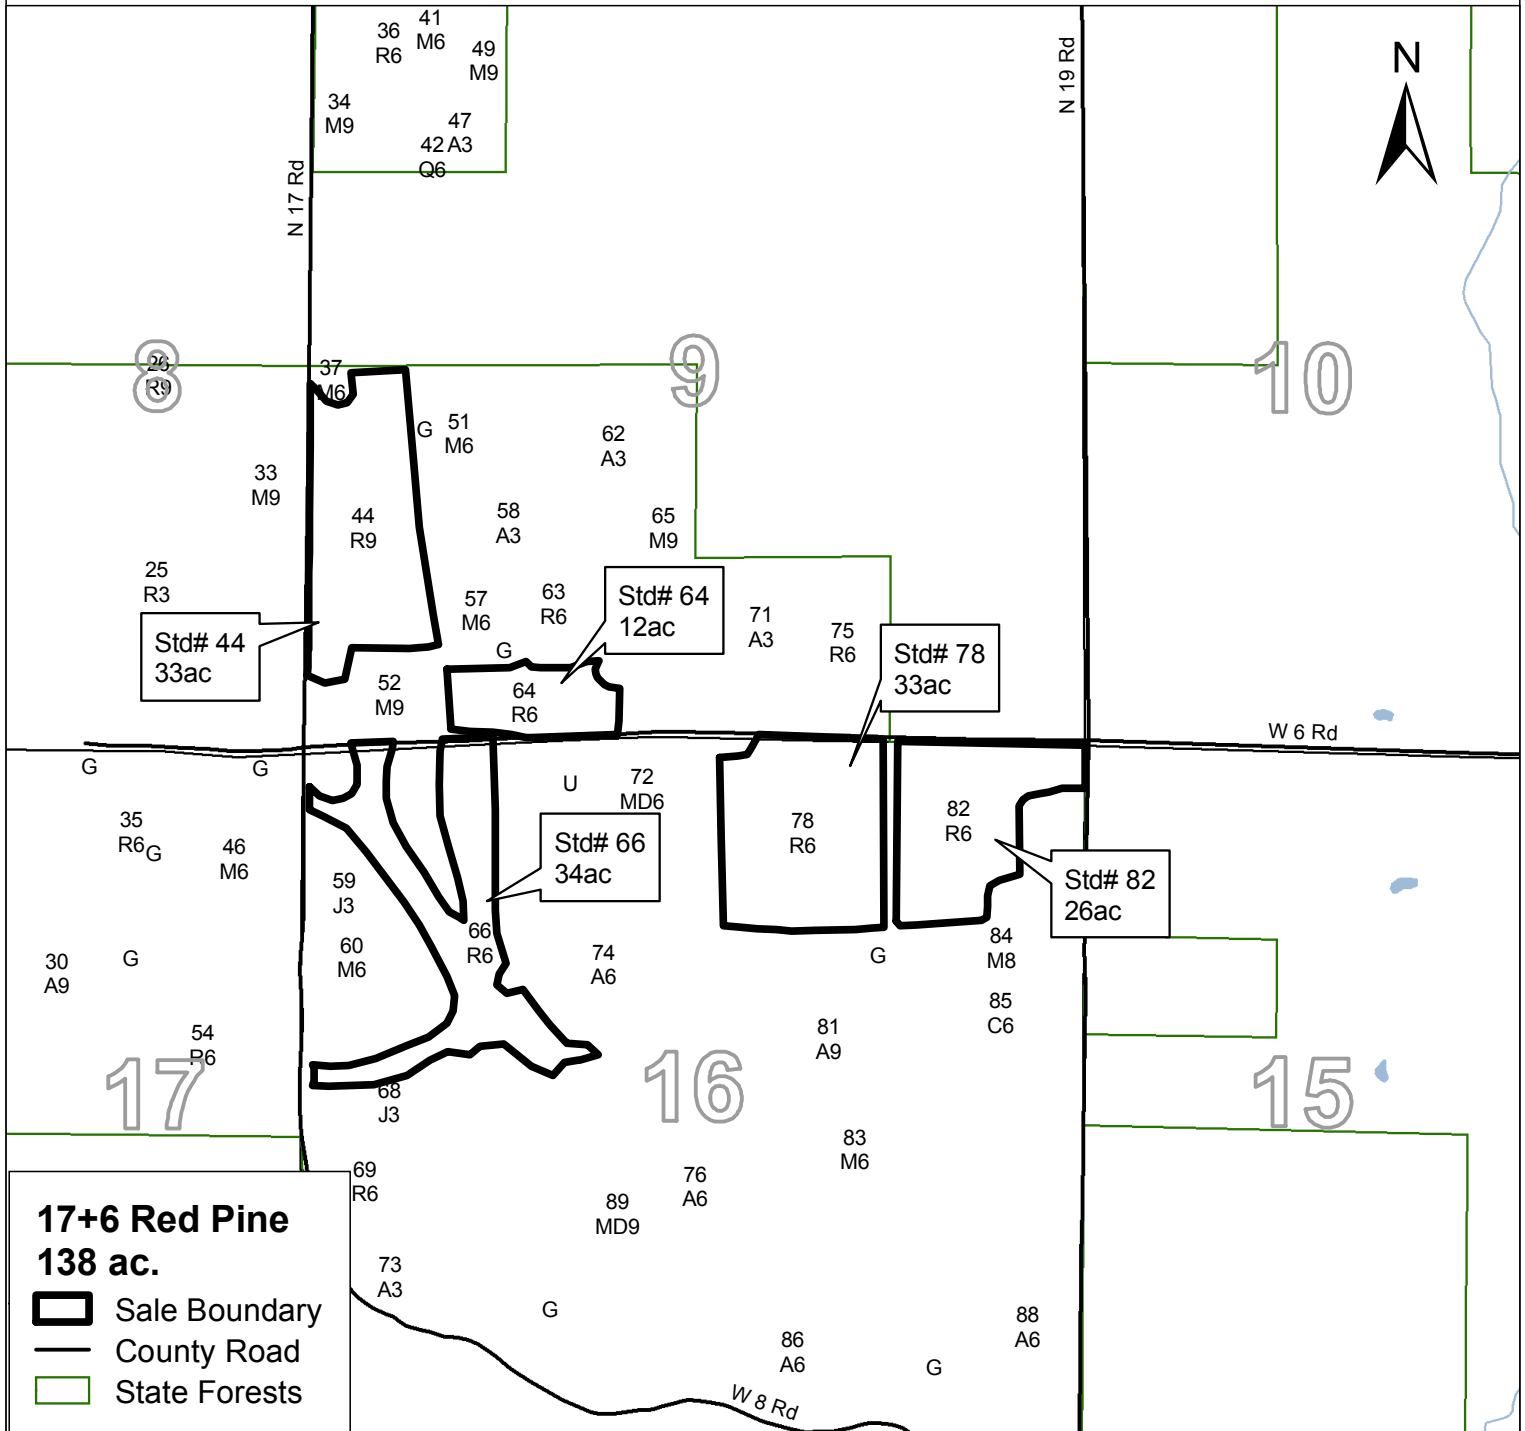 36
R6
41
M6
49
M9
34
M9
47
A3
42
Q6
N 17 Rd
N 19 Rd
N
8
9
10
26
R9
37
M6
G
51
M6
62
A3
33
M9
44
R9
58
A3
65
M9
25
R3
57
M6
63
R6
Std# 64
12ac
71
A3
75
R6
Std# 44
33ac
G
Std# 78
33ac
52
M9
64
R6
W 6 Rd
G
G
U
72
MD6
35
R6
G
46
M6
78
R6
82
R6
Std# 66
34ac
59
J3
Std# 82
26ac
66
R6
60
M6
74
A6
G
84
M8
30
A9
G
85
C6
54
P6
81
A9
17
16
15
68
J3
83
M6
69
R6
76
A6
89
MD9
73
A3
G
86
A6
88
A6
G
W 8 Rd
17+6 Red Pine
138 ac.
Sale Boundary
County Road
State Forests